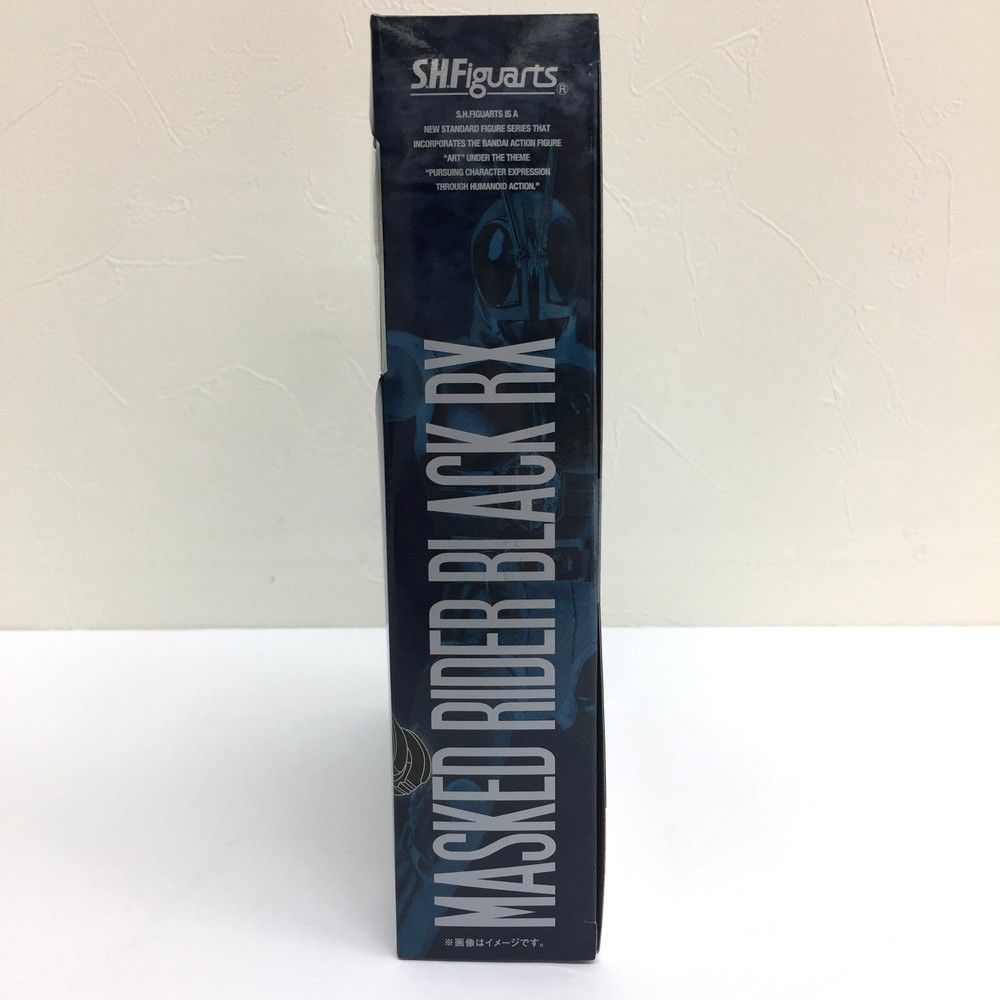 S.H.Figuarts®
S.H.FIGUARTS IS A
NEW STANDARD FIGURE SERIES THAT
INCORPORATES THE BANDAI ACTION FIGURE
"ART" UNDER THE THEME
"PURSUING CHARACTER EXPRESSION
THROUGH HUMANOID ACTION."
MASKED RIDER BLACK RX
※画像はイメージです。